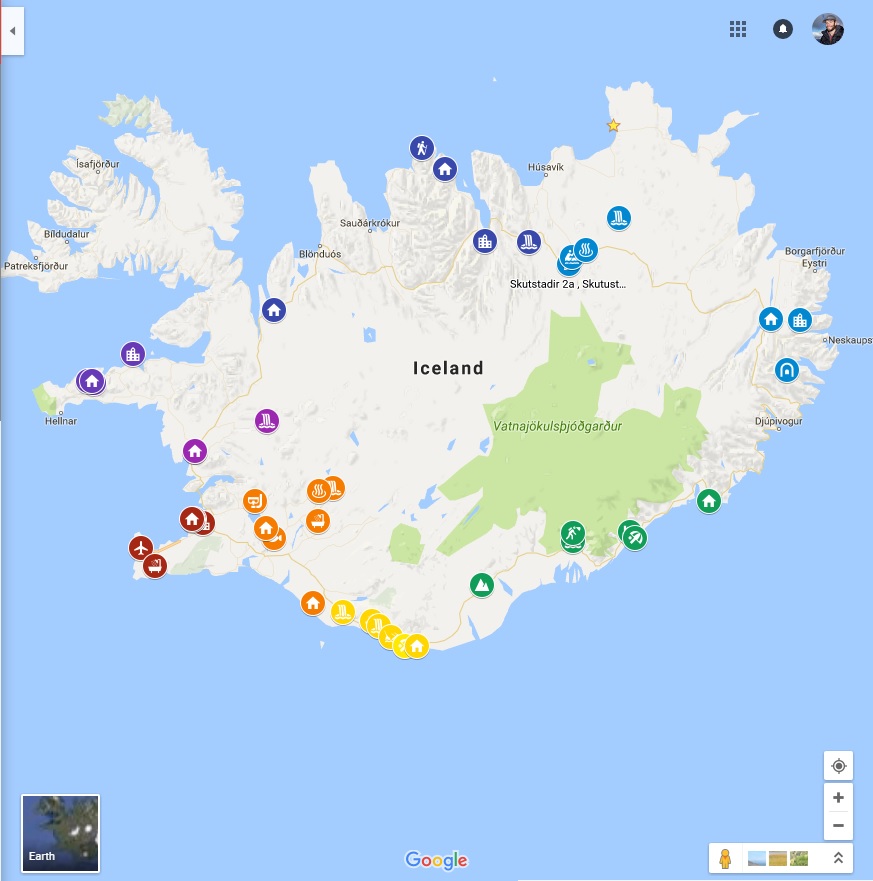 Ísafjörður
Húsavík
Bíldudalur
Sauðárkrókur
Blönduós
Borgarfjörður
Eystri
Patreksfjörður
Skutstadir 2a , Skutust...
Neskaups
Iceland
Hellnar
Vatnajökulsþjóðgarður
Djúpivogur
Earth
Google